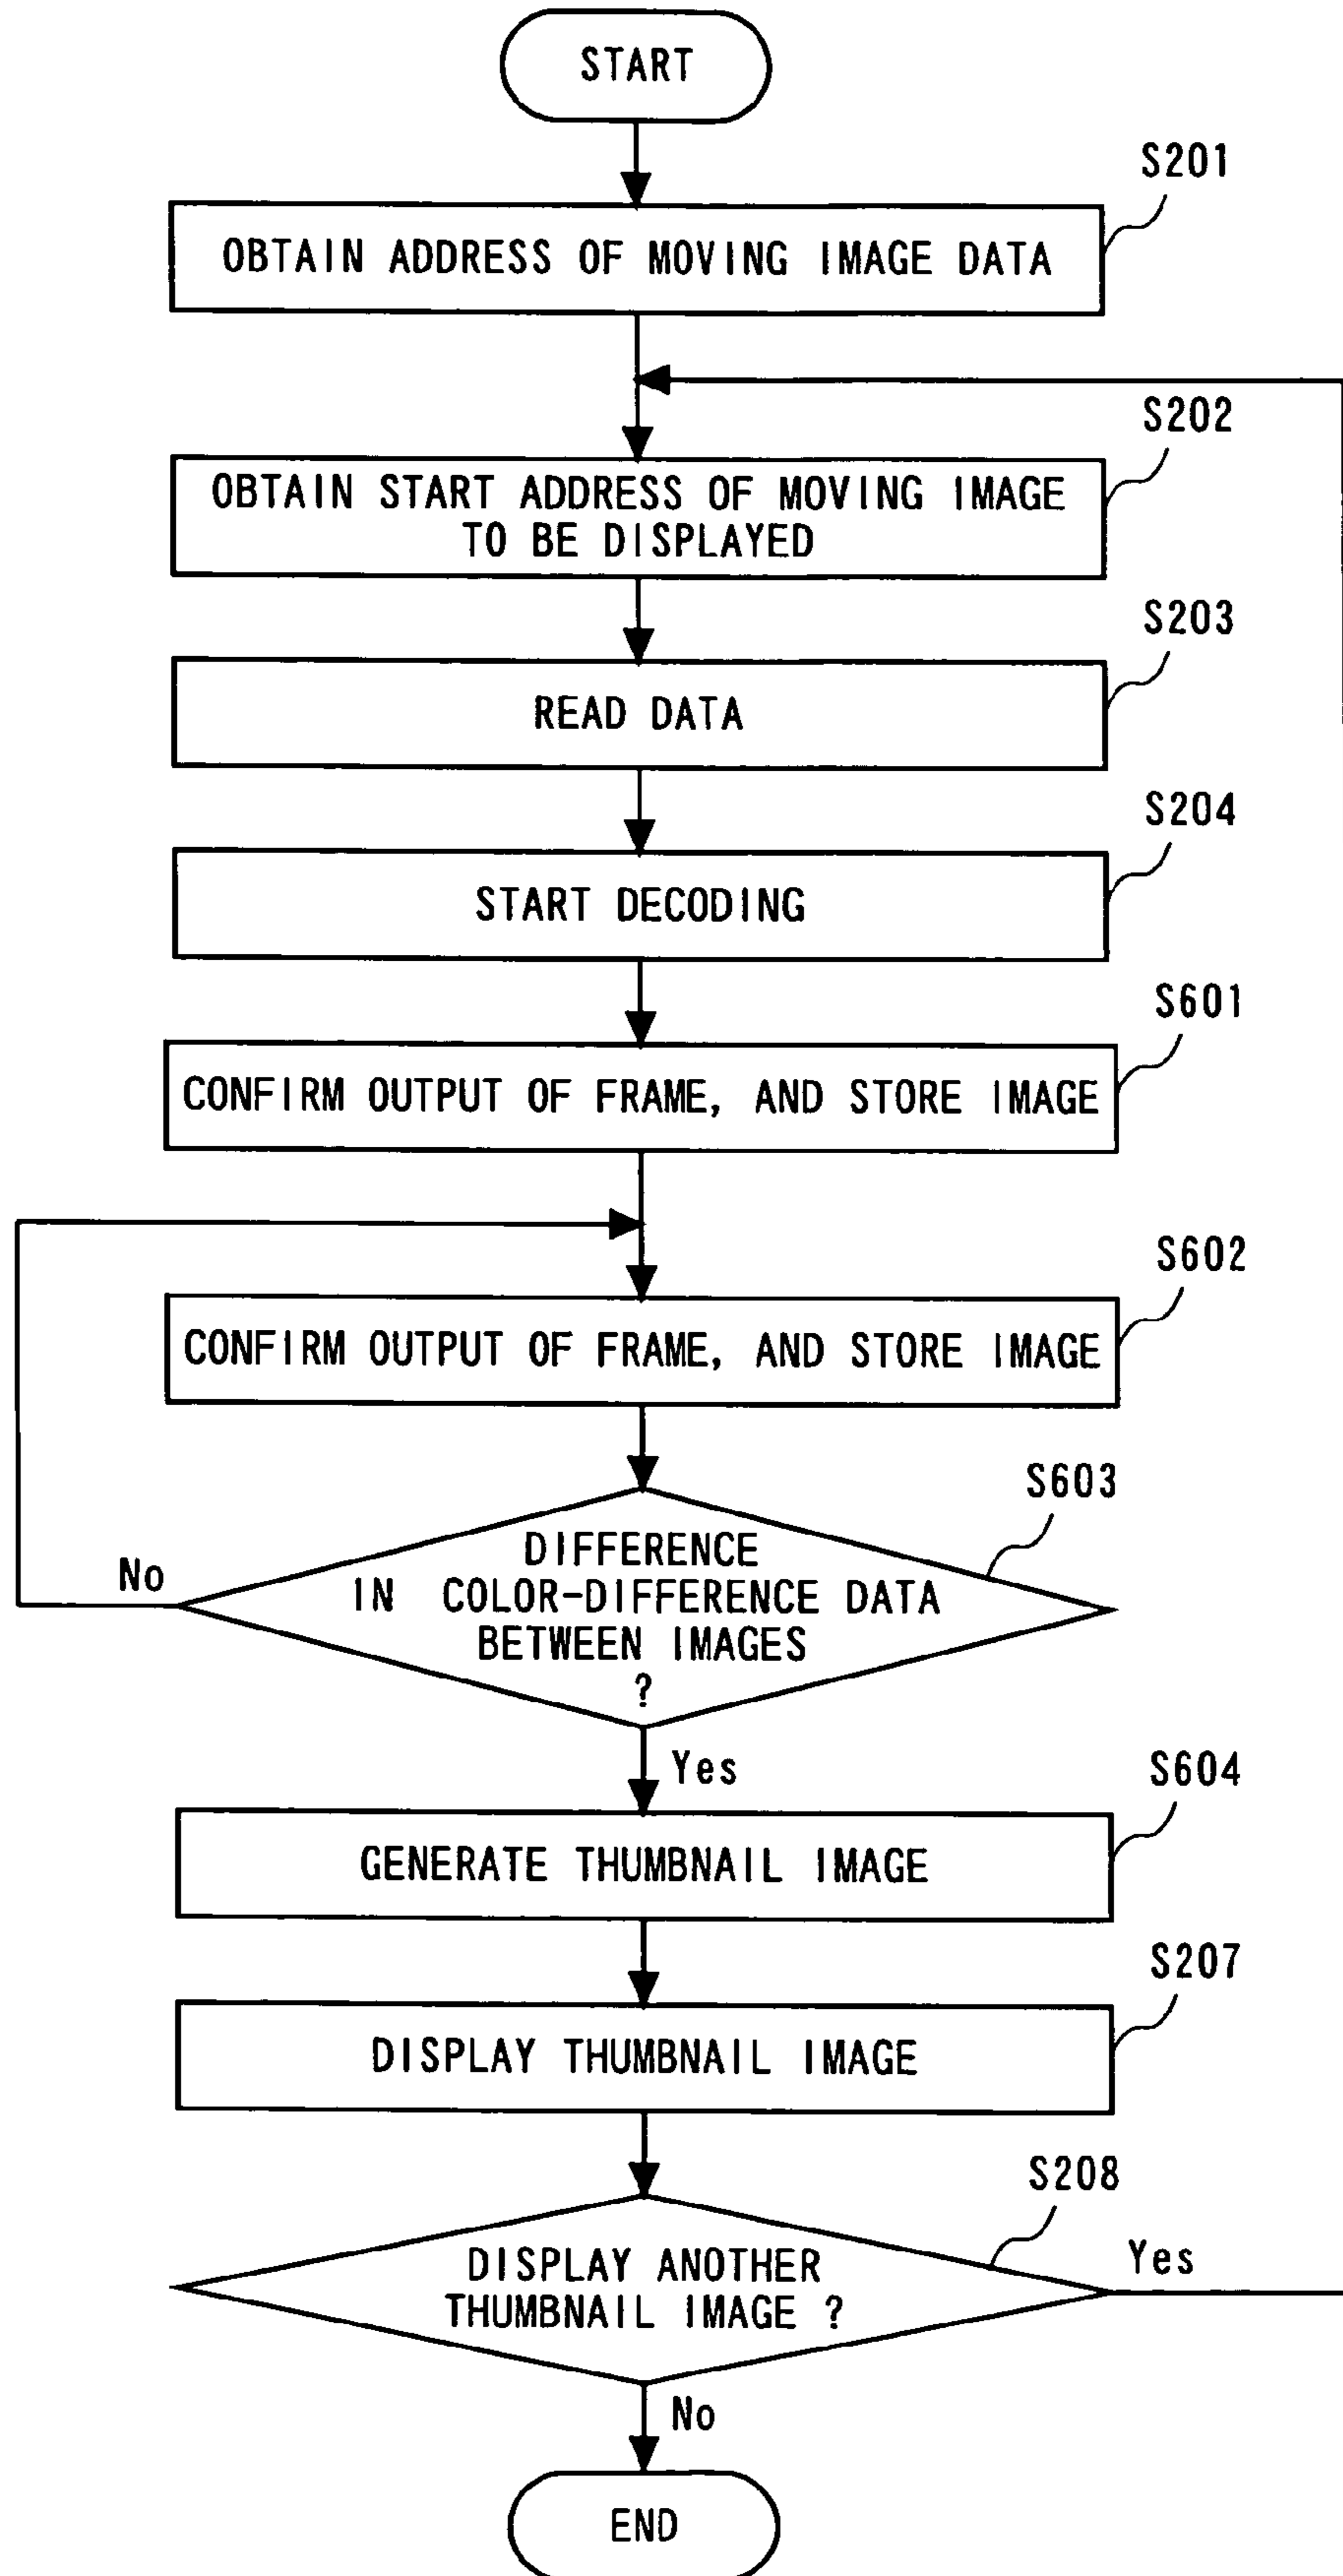 START
S201
OBTAIN ADDRESS OF MOVING IMAGE DATA
S202
OBTAIN START ADDRESS OF MOVING IMAGE
TO BE DISPLAYED
S203
READ DATA
S204
START DECODING
S601
CONFIRM OUTPUT OF FRAME, AND STORE IMAGE
S602
CONFIRM OUTPUT OF FRAME, AND STORE IMAGE
S603
No
DIFFERENCE
IN COLOR-DIFFERENCE DATA
BETWEEN IMAGES
?
Yes
S604
GENERATE THUMBNAIL IMAGE
S207
DISPLAY THUMBNAIL IMAGE
S208
Yes
DISPLAY ANOTHER
THUMBNAIL IMAGE ?
No
END